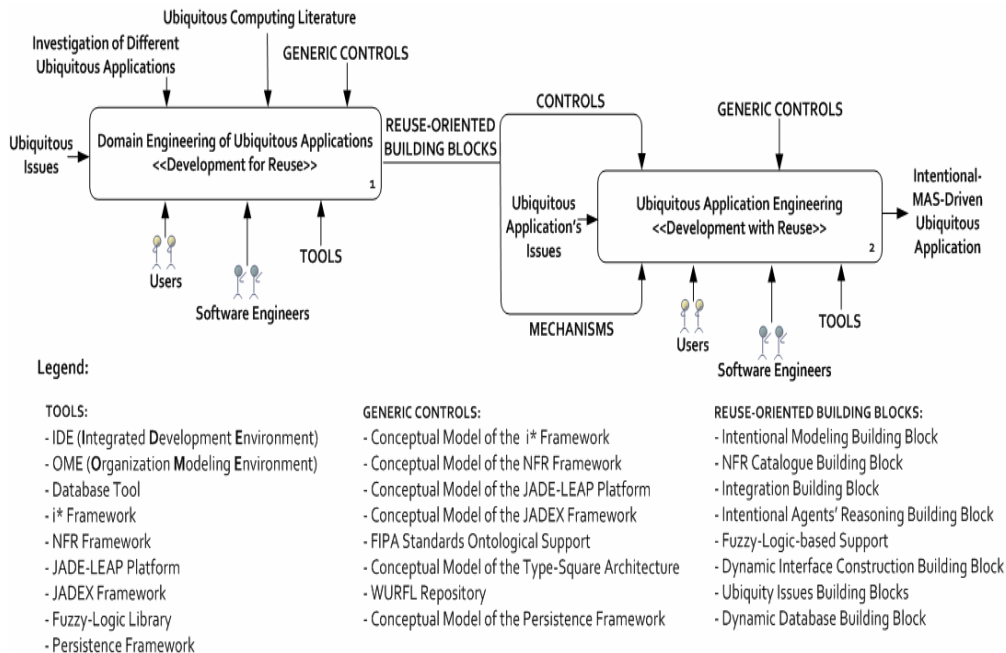 Ubiquitous Computing Literature
Investigation of Different
Ubiquitous Applications
GENERIC CONTROLS
Ubiquitous
Issues
Domain Engineering of Ubiquitous Applications
<<Development for Reuse>>
1
Users
Software Engineers
TOOLS
REUSE-ORIENTED
BUILDING BLOCKS
CONTROLS
GENERIC CONTROLS
Ubiquitous
Application's
Issues
Ubiquitous Application Engineering
<<Development with Reuse>>
2
Intentional-
MAS-Driven
Ubiquitous
Application
MECHANISMS
Users
Software Engineers
TOOLS
Legend:
TOOLS:
- IDE (Integrated Development Environment)
- OME (Organization Modeling Environment)
- Database Tool
- i* Framework
- NFR Framework
- JADE-LEAP Platform
- JADEX Framework
- Fuzzy-Logic Library
- Persistence Framework
GENERIC CONTROLS:
- Conceptual Model of the i* Framework
- Conceptual Model of the NFR Framework
- Conceptual Model of the JADE-LEAP Platform
- Conceptual Model of the JADEX Framework
- FIPA Standards Ontological Support
- Conceptual Model of the Type-Square Architecture
- WURFL Repository
- Conceptual Model of the Persistence Framework
REUSE-ORIENTED BUILDING BLOCKS:
- Intentional Modeling Building Block
- NFR Catalogue Building Block
- Integration Building Block
- Intentional Agents' Reasoning Building Block
- Fuzzy-Logic-based Support
- Dynamic Interface Construction Building Block
- Ubiquity Issues Building Blocks
- Dynamic Database Building Block